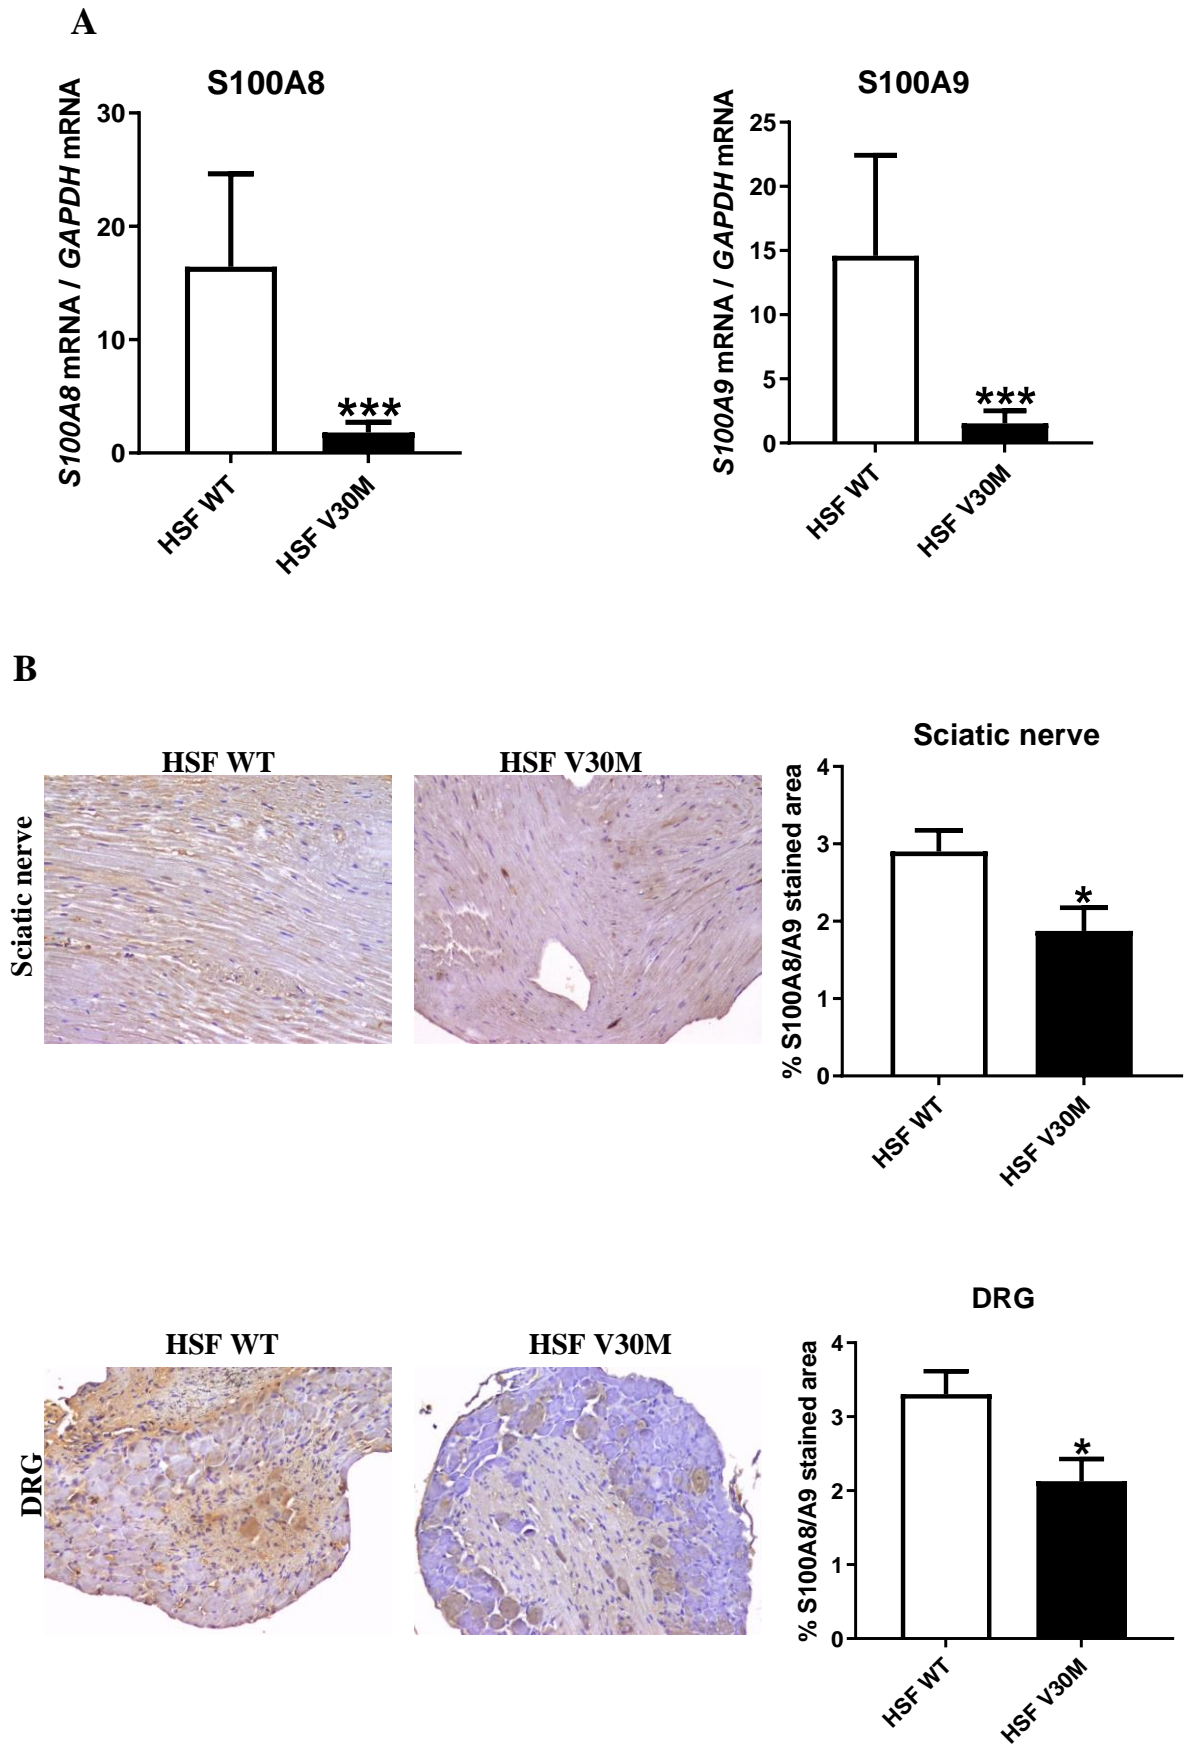 A
S100A8
S100A8 mRNA / GAPDH mRNA
30
20
10
0
***
HSF WT
HSF V30M
S100A9
S100A9 mRNA / GAPDH mRNA
25
20
15
10
5
0
***
HSF WT
HSF V30M
B
HSF WT
HSF V30M
Sciatic nerve
Sciatic nerve
% S100A8/A9 stained area
4
3
2
1
0
*
HSF WT
HSF V30M
HSF WT
HSF V30M
DRG
DRG
% S100A8/A9 stained area
4
3
2
1
0
*
HSF WT
HSF V30M